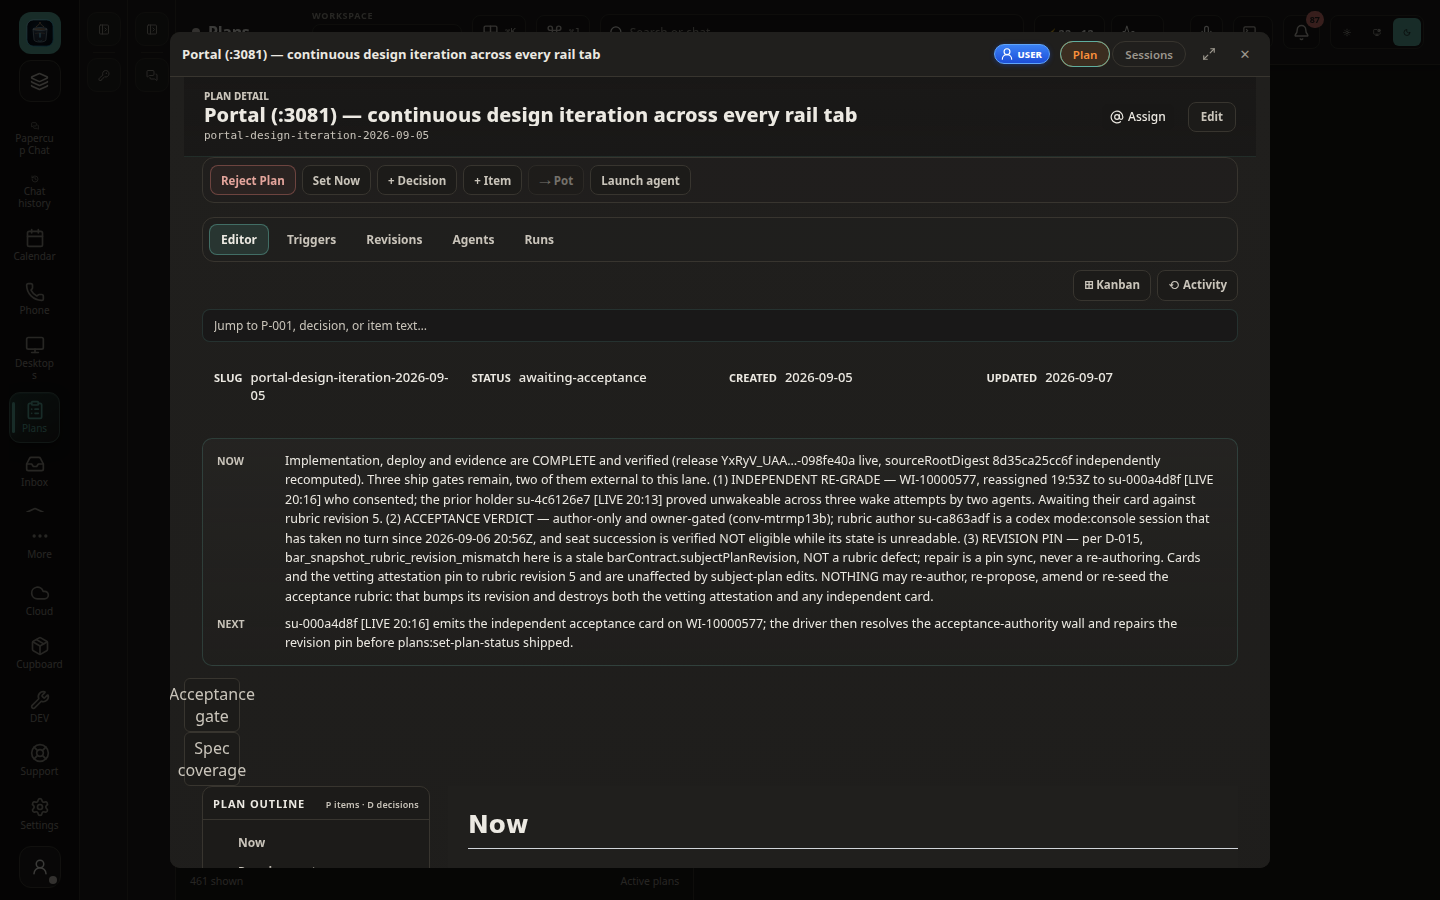 WORKSPACE
Plans
Search or chat
87
Portal (:3081) — continuous design iteration across every rail tab
USER
Plan
Sessions
PLAN DETAIL
Portal (:3081) — continuous design iteration across every rail tab
portal-design-iteration-2026-09-05
Assign
Edit
Reject Plan
Set Now
+ Decision
+ Item
→ Pot
Launch agent
Editor
Triggers
Revisions
Agents
Runs
Kanban
Activity
Jump to P-001, decision, or item text...
SLUG portal-design-iteration-2026-09-
05
STATUS awaiting-acceptance
CREATED 2026-09-05
UPDATED 2026-09-07
NOW
Implementation, deploy and evidence are COMPLETE and verified (release YxRyV_UAA...-098fe40a live, sourceRootDigest 8d35ca25cc6f independently
recomputed). Three ship gates remain, two of them external to this lane. (1) INDEPENDENT RE-GRADE — WI-10000577, reassigned 19:53Z to su-000a4d8f [LIVE
20:16] who consented; the prior holder su-4c6126e7 [LIVE 20:13] proved unwakeable across three wake attempts by two agents. Awaiting their card against
rubric revision 5. (2) ACCEPTANCE VERDICT — author-only and owner-gated (conv-mtrmp13b); rubric author su-ca863adf is a codex mode:console session that
has taken no turn since 2026-09-06 20:56Z, and seat succession is verified NOT eligible while its state is unreadable. (3) REVISION PIN — per D-015,
bar_snapshot_rubric_revision_mismatch here is a stale barContract.subjectPlanRevision, NOT a rubric defect; repair is a pin sync, never a re-authoring. Cards
and the vetting attestation pin to rubric revision 5 and are unaffected by subject-plan edits. NOTHING may re-author, re-propose, amend or re-seed the
acceptance rubric: that bumps its revision and destroys both the vetting attestation and any independent card.
NEXT
su-000a4d8f [LIVE 20:16] emits the independent acceptance card on WI-10000577; the driver then resolves the acceptance-authority wall and repairs the
revision pin before plans:set-plan-status shipped.
Acceptance
gate
Spec
coverage
PLAN OUTLINE
P items · D decisions
Now
Now
Papercu
p Chat
Chat
history
Calendar
Phone
Desktop
s
Plans
Inbox
More
Cloud
Cupboard
DEV
Support
Settings
461 shown
Active plans